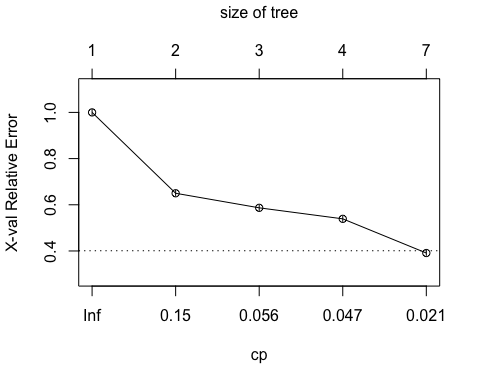 size of tree
1 2 3 4 7
X-val Relative Error
1.0
0.8
0.6
0.4
Inf 0.15 0.056 0.047 0.021
cp